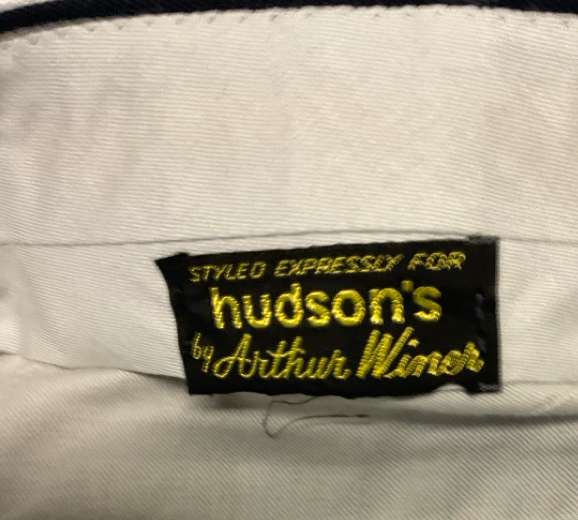 STYLED EXPRESSLY FOR
hudson's
by Arthur Winer